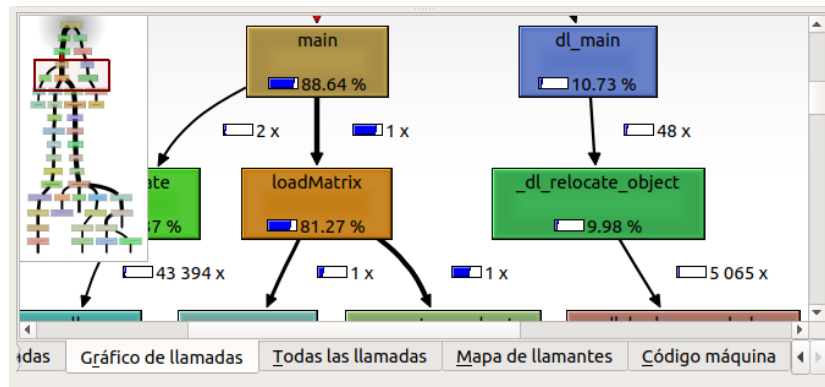 main
dl_main
88.64 %
10.73 %
2 x
1 x
48 x
loadMatrix
_dl_relocate_object
81.27 %
9.98 %
43 394 x
1 x
1 x
5 065 x
Gráfico de llamadas
Todas las llamadas
Mapa de llamantes
Código máquina